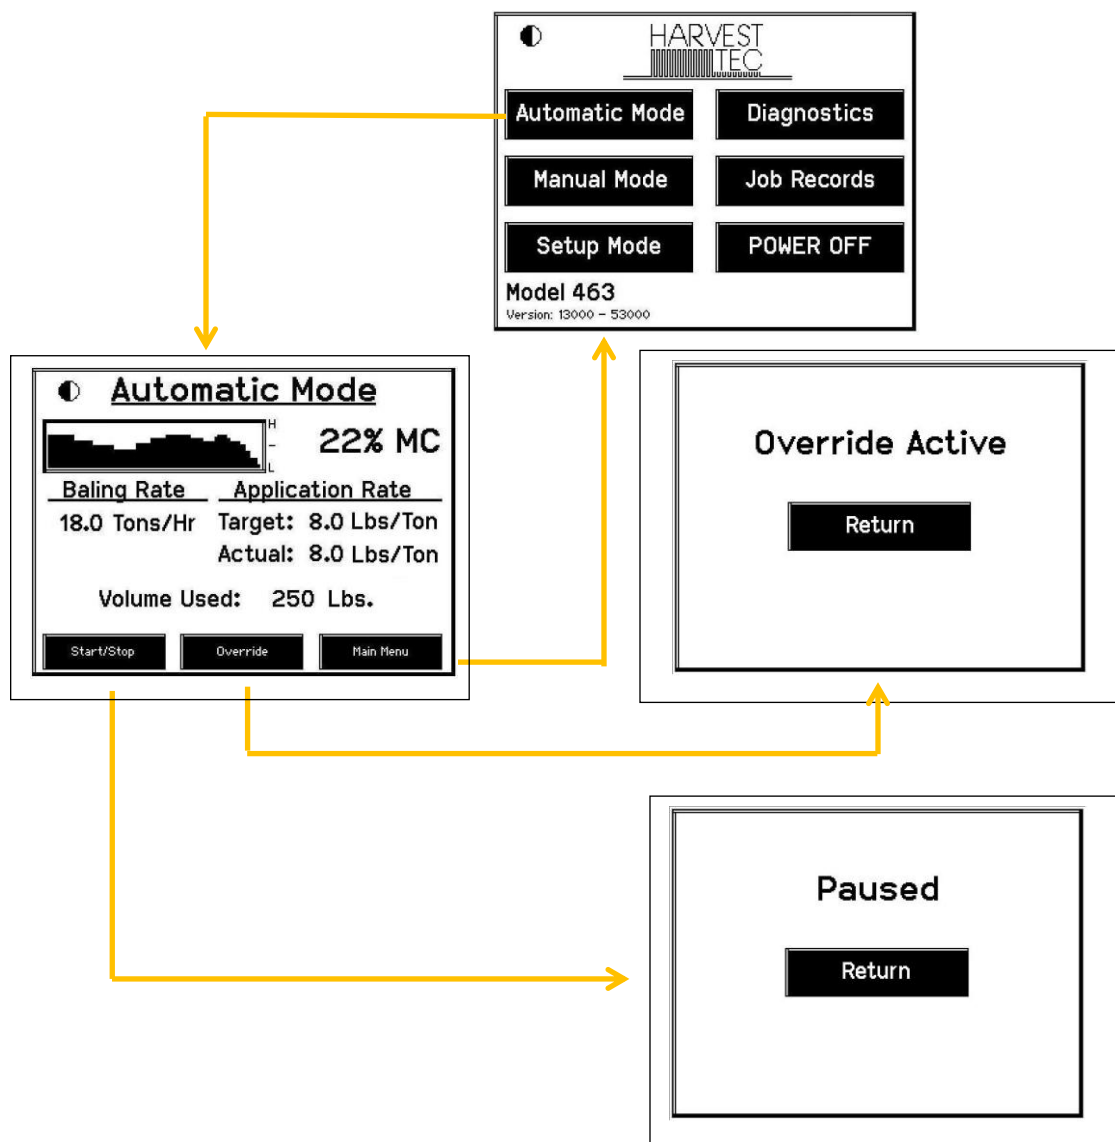 HARVEST
TEC
Automatic Mode
Diagnostics
Manual Mode
Job Records
Setup Mode
POWER OFF
Model 463
Version: 13000 - 53000
Automatic Mode
H
-
L
22% MC
Baling Rate
Application Rate
18.0 Tons/Hr
Target: 8.0 Lbs/Ton
Actual: 8.0 Lbs/Ton
Volume Used: 250 Lbs.
Start/Stop
Override
Main Menu
Override Active
Return
Paused
Return